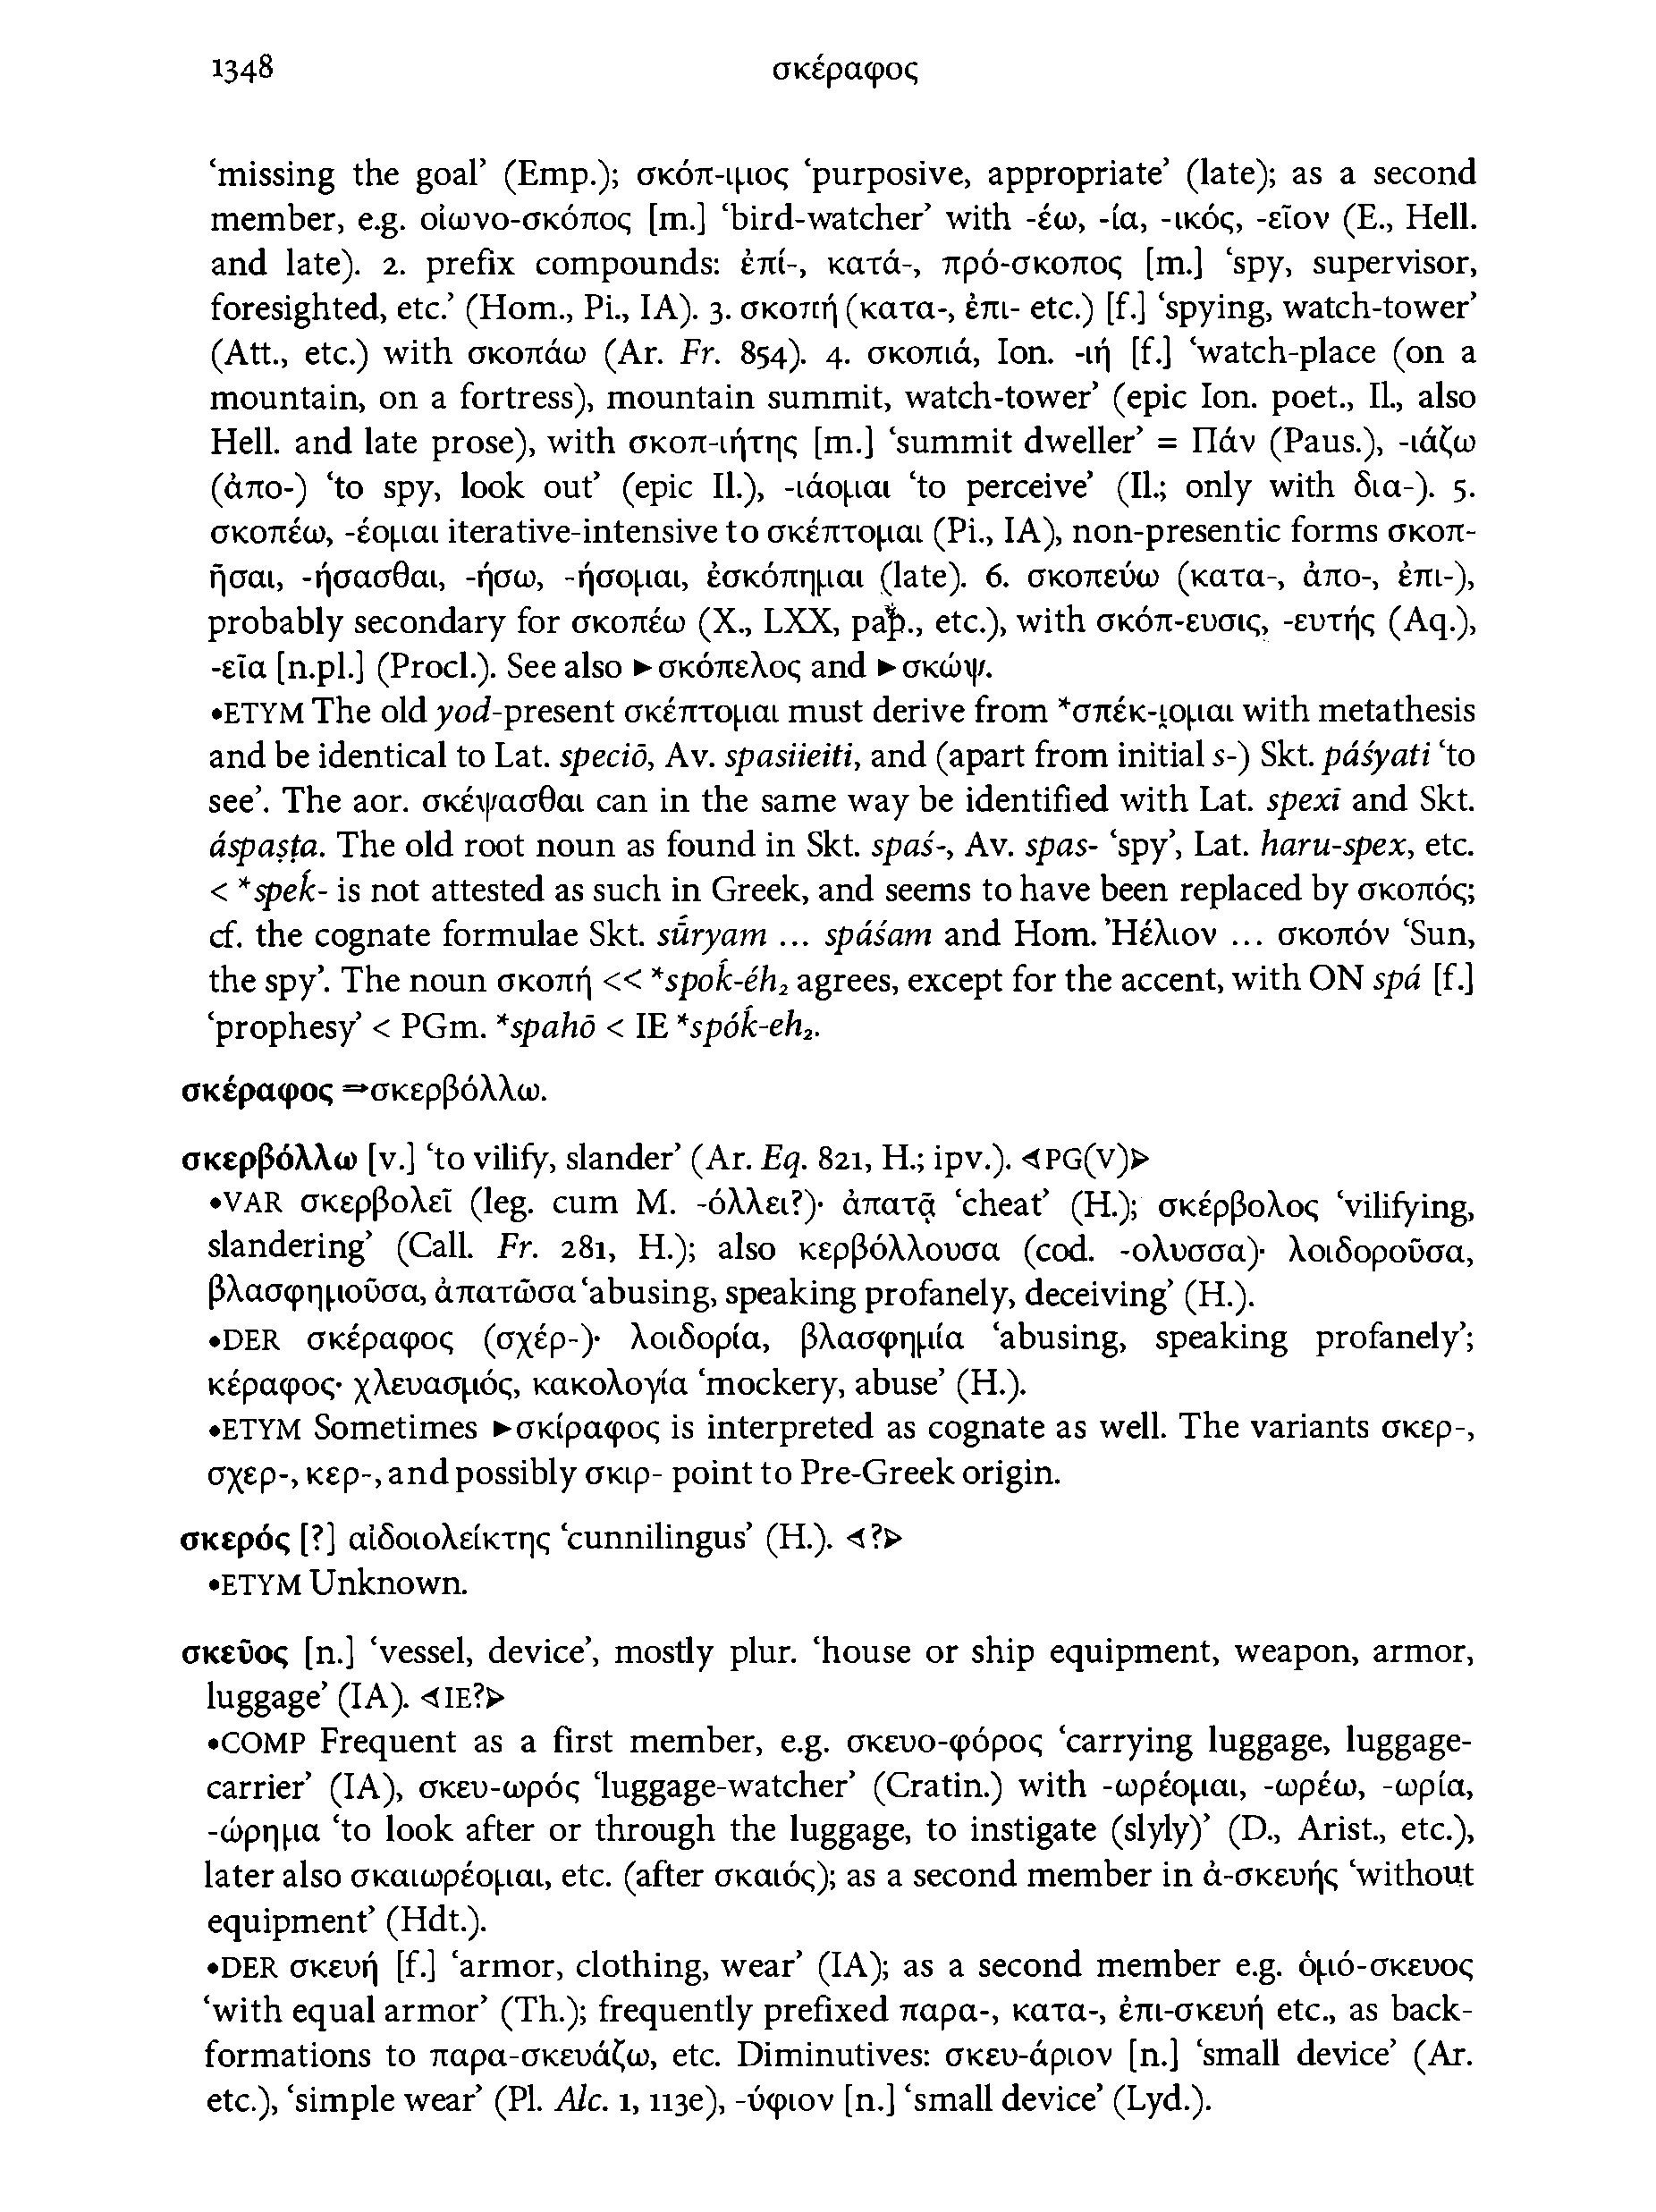 1348
σκέραφος
‘missing the goal’ (Emp.); σκόπ-ιμος ‘purposive, appropriate’ (late); as a second
member, e.g. οἰωνο-σκόπος [m.] ‘bird-watcher’ with -έω, -ία, -ικός, -εῖον (E., Hell.
and late). 2. prefix compounds: ἐπί-, κατά-, πρό-σκοπος [m.] ‘spy, supervisor,
foresighted, etc.’ (Hom., Pi., IA). 3. σκοπή (κατα-, ἐπι- etc.) [f.] ‘spying, watch-tower’
(Att., etc.) with σκοπάω (Ar. Fr. 854). 4. σκοπιά, Ion. -ιή [f.] ‘watch-place (on a
mountain, on a fortress), mountain summit, watch-tower’ (epic Ion. poet., Il., also
Hell. and late prose), with σκοπ-ιήτης [m.] ‘summit dweller’ = Πάν (Paus.), -ιάζω
(ἀπο-) ‘to spy, look out’ (epic Il.), -ιάομαι ‘to perceive’ (Il.; only with δια-). 5.
σκοπέω, -έομαι iterative-intensive to σκέπτομαι (Pi., IA), non-presentic forms σκοπ-
ῆσαι, -ήσασθαι, -ήσω, -ήσομαι, ἐσκόπημαι (late). 6. σκοπεύω (κατα-, ἀπο-, ἐπι-),
probably secondary for σκοπέω (X., LXX, pap., etc.), with σκόπ-ευσις, -ευτής (Aq.),
-εῖα [n.pl.] (Procl.). See also ►σκόπελος and ►σκώψ.
•ETYM The old yod-present σκέπτομαι must derive from *σπέκ-ι̯ομαι with metathesis
and be identical to Lat. speciō, Av. spasiieiti, and (apart from initial s-) Skt. páśyati ‘to
see’. The aor. σκέψασθαι can in the same way be identified with Lat. spexī and Skt.
áspaṣṭa. The old root noun as found in Skt. spaś-, Av. spas- ‘spy’, Lat. haru-spex, etc.
< *speḱ- is not attested as such in Greek, and seems to have been replaced by σκοπός;
cf. the cognate formulae Skt. sū́ryam ... spáśam and Hom. Ἠέλιον ... σκοπόν ‘Sun,
the spy’. The noun σκοπή << *spoḱ-éh₂ agrees, except for the accent, with ON spá [f.]
‘prophesy’ < PGm. *spahō < IE *spóḱ-eh₂.
σκέραφος ⇒σκερβόλλω.
σκερβόλλω [v.] ‘to vilify, slander’ (Ar. Eq. 821, H.; ipv.). ◄PG(V)►
•VAR σκερβολεῖ (leg. cum M. -όλλει?)· ἀπατᾷ ‘cheat’ (H.); σκέρβολος ‘vilifying,
slandering’ (Call. Fr. 281, H.); also κερβόλλουσα (cod. -ολυσσα)· λοιδοροῦσα,
βλασφημοῦσα, ἀπατῶσα ‘abusing, speaking profanely, deceiving’ (H.).
•DER σκέραφος (σχέρ-)· λοιδορία, βλασφημία ‘abusing, speaking profanely’;
κέραφος· χλευασμός, κακολογία ‘mockery, abuse’ (H.).
•ETYM Sometimes ►σκίραφος is interpreted as cognate as well. The variants σκερ-,
σχερ-, κερ-, and possibly σκιρ- point to Pre-Greek origin.
σκερός [?] αἰδοιολείκτης ‘cunnilingus’ (H.). ◄?►
•ETYM Unknown.
σκεῦος [n.] ‘vessel, device’, mostly plur. ‘house or ship equipment, weapon, armor,
luggage’ (IA). ◄IE?►
•COMP Frequent as a first member, e.g. σκευο-φόρος ‘carrying luggage, luggage-
carrier’ (IA), σκευ-ωρός ‘luggage-watcher’ (Cratin.) with -ωρέομαι, -ωρέω, -ωρία,
-ώρημα ‘to look after or through the luggage, to instigate (slyly)’ (D., Arist., etc.),
later also σκαιωρέομαι, etc. (after σκαιός); as a second member in ἀ-σκευής ‘without
equipment’ (Hdt.).
•DER σκευή [f.] ‘armor, clothing, wear’ (IA); as a second member e.g. ὁμό-σκευος
‘with equal armor’ (Th.); frequently prefixed παρα-, κατα-, ἐπι-σκευή etc., as back-
formations to παρα-σκευάζω, etc. Diminutives: σκευ-άριον [n.] ‘small device’ (Ar.
etc.), ‘simple wear’ (Pl. Alc. 1, 113e), -ύφιον [n.] ‘small device’ (Lyd.).